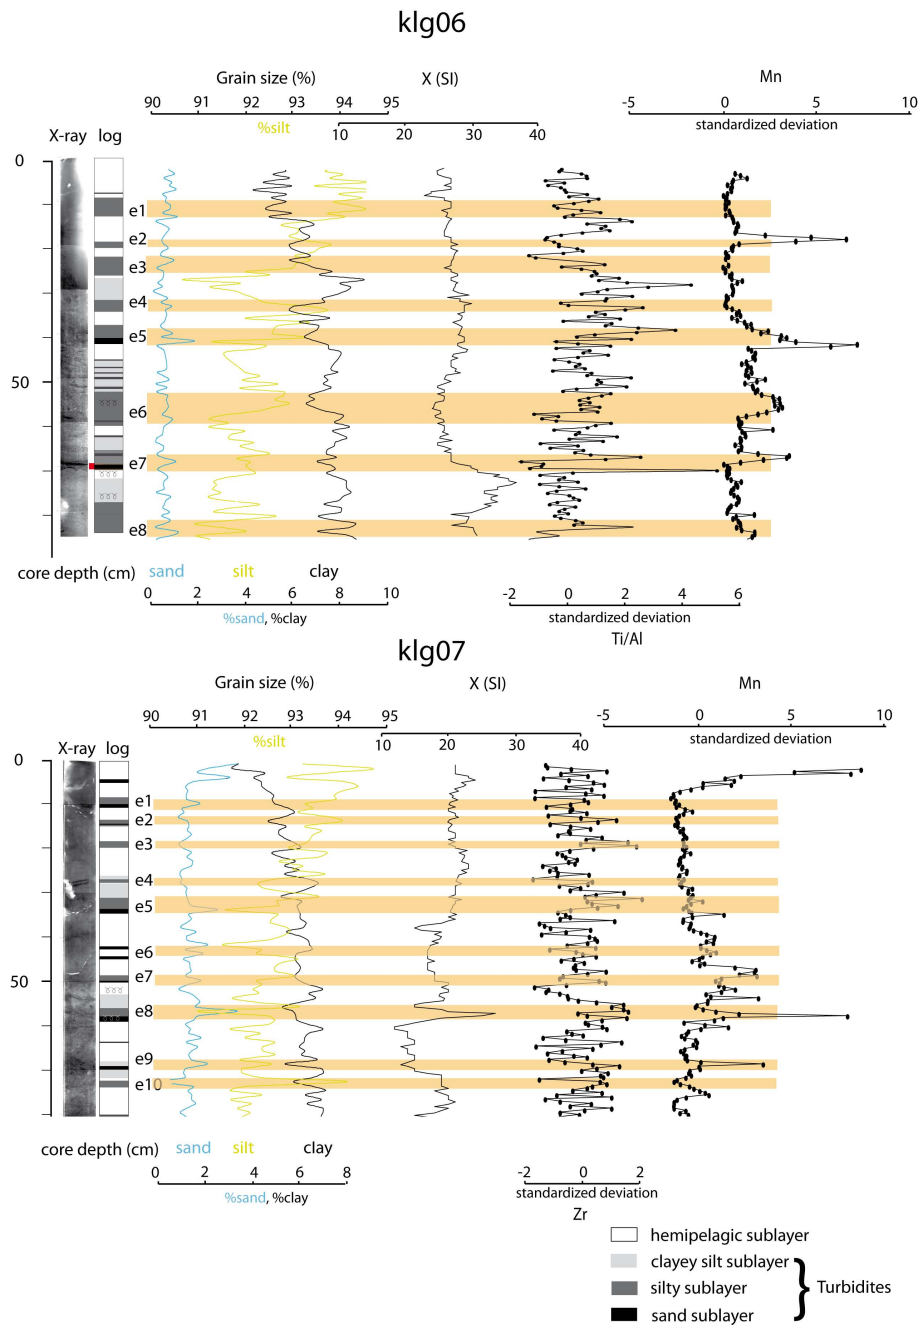 klg06
Grain size (%)
X (SI)
Mn
90 91 92 93 94 95
-5 0 5 10
%silt
10 20 30 40
standardized deviation
X-ray log
0
e1
e2
e3
e4
e5
50
e6
e7
e8
core depth (cm) sand silt clay
0 2 4 6 8 10
-2 0 2 4 6
%sand, %clay
standardized deviation
Ti/Al
klg07
Grain size (%)
X (SI)
Mn
90 91 92 93 94 95
-5 0 5 10
%silt
10 20 30 40
standardized deviation
X-ray log
0
e1
e2
e3
e4
e5
e6
50
e7
e8
e9
e10
core depth (cm) sand silt clay
0 2 4 6 8
-2 0 2
%sand, %clay
standardized deviation
Zr
hemipelagic sublayer
clayey silt sublayer
silty sublayer
} Turbidites
sand sublayer